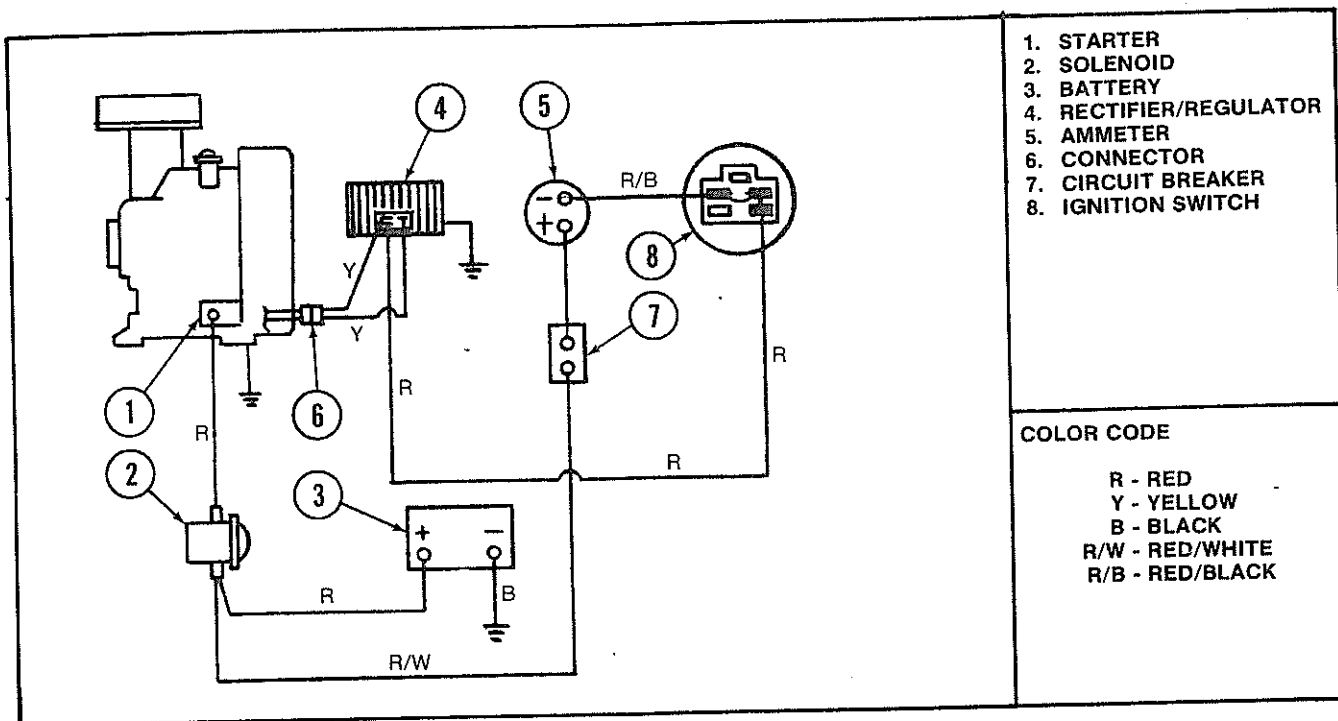 1. STARTER
2. SOLENOID
3. BATTERY
4. RECTIFIER/REGULATOR
5. AMMETER
6. CONNECTOR
7. CIRCUIT BREAKER
8. IGNITION SWITCH
COLOR CODE
R - RED
Y - YELLOW
B - BLACK
R/W - RED/WHITE
R/B - RED/BLACK
4
5
R/B
- 
+
8
Y
Y
7
R
R
1
6
R
R
2
3
+ -
R
B
R/W